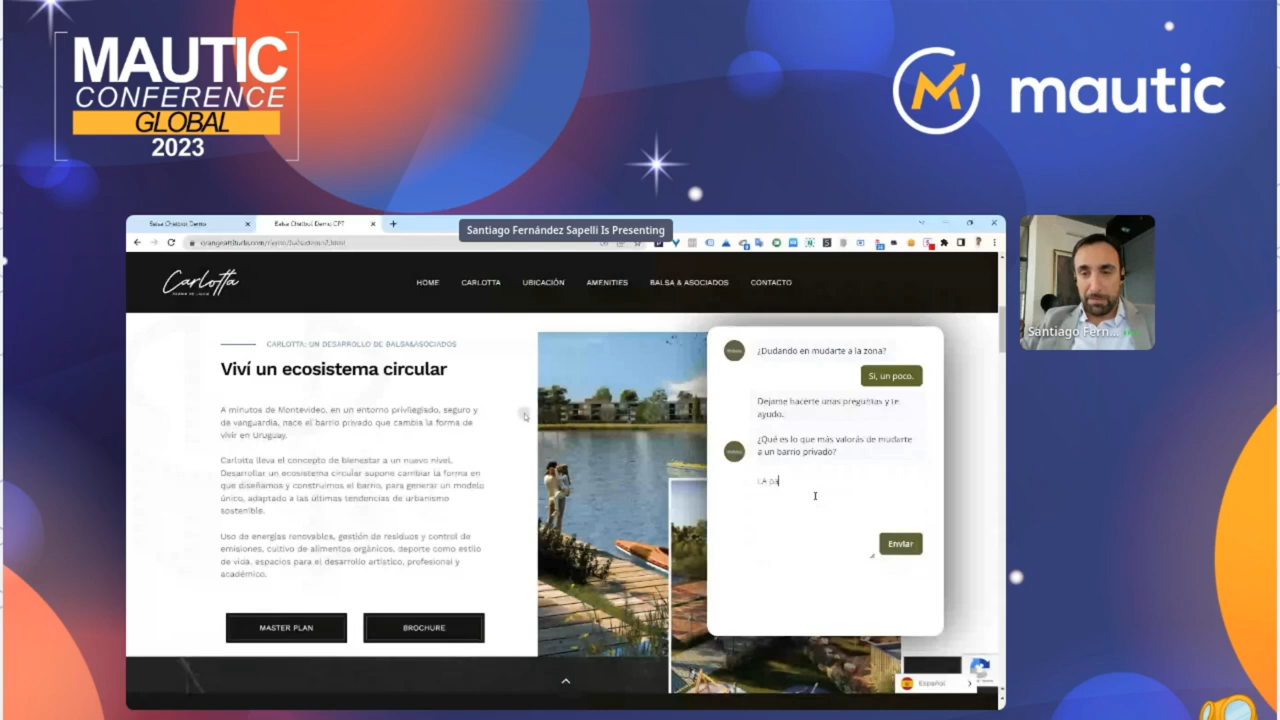 MAUTIC
CONFERENCE
GLOBAL
2023
mautic
Balsa Chatbot Demo
Balsa Chatbot Demo CPT
Santiago Fernández Sapelli Is Presenting
Carlotta
HOME
CARLOTTA
UBICACIÓN
AMENITIES
BALSA & ASOCIADOS
CONTACTO
CARLOTTA: UN DESARROLLO DE BALSA&ASOCIADOS
Viví un ecosistema circular
A minutos de Montevideo, en un entorno privilegiado, seguro y
de vanguardia, nace el barrio privado que cambia la forma de
vivir en Uruguay.
Carlotta lleva el concepto de bienestar a un nuevo nivel.
Desarrollar un ecosistema circular supone cambiar la forma en
que diseñamos y construimos el barrio, para generar un modelo
único, adaptado a las últimas tendencias de urbanismo
sostenible.
Uso de energías renovables, gestión de residuos y control de
emisiones, cultivo de alimentos orgánicos, deporte como estilo
de vida, espacios para el desarrollo artístico, profesional y
académico.
MASTER PLAN
BROCHURE
¿Dudando en mudarte a la zona?
Si, un poco.
Dejame hacerte unas preguntas y te
ayudo.
¿Qué es lo que más valorás de mudarte
a un barrio privado?
LA pa
Enviar
Español
Santiago Fern...